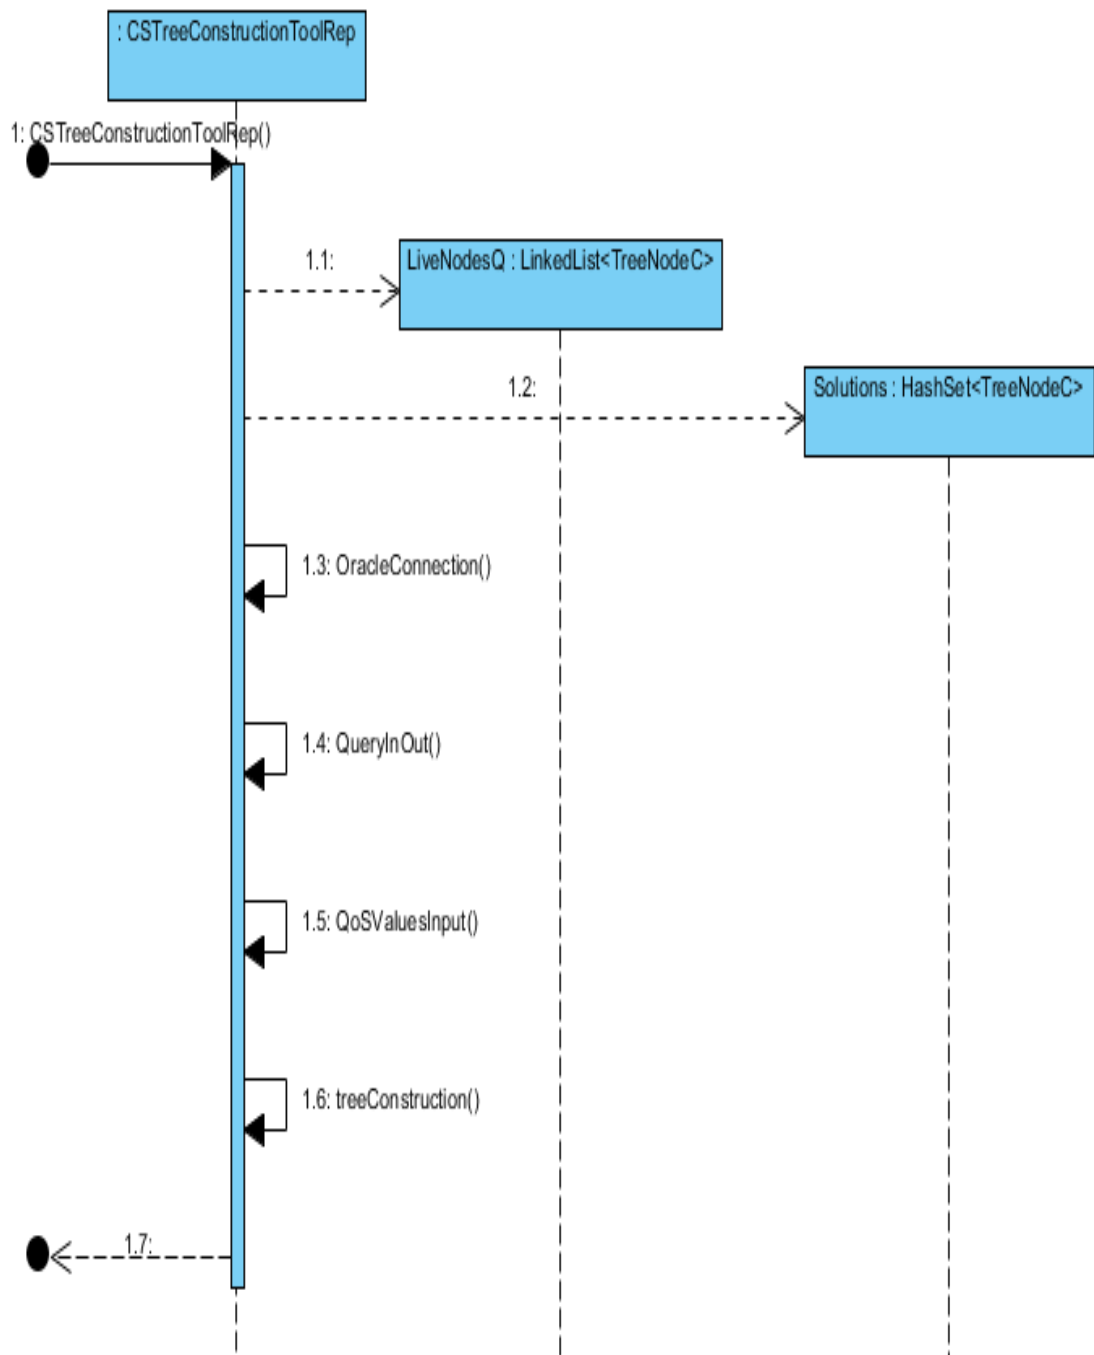 : CSTreeConstructionToolRep
1: CSTreeConstructionToolRep()
LiveNodesQ : LinkedList<TreeNodeC>
1.1:
Solutions : HashSet<TreeNodeC>
1.2:
1.3: OracleConnection()
1.4: QueryInOut()
1.5: QoSValuesInput()
1.6: treeConstruction()
1.7: